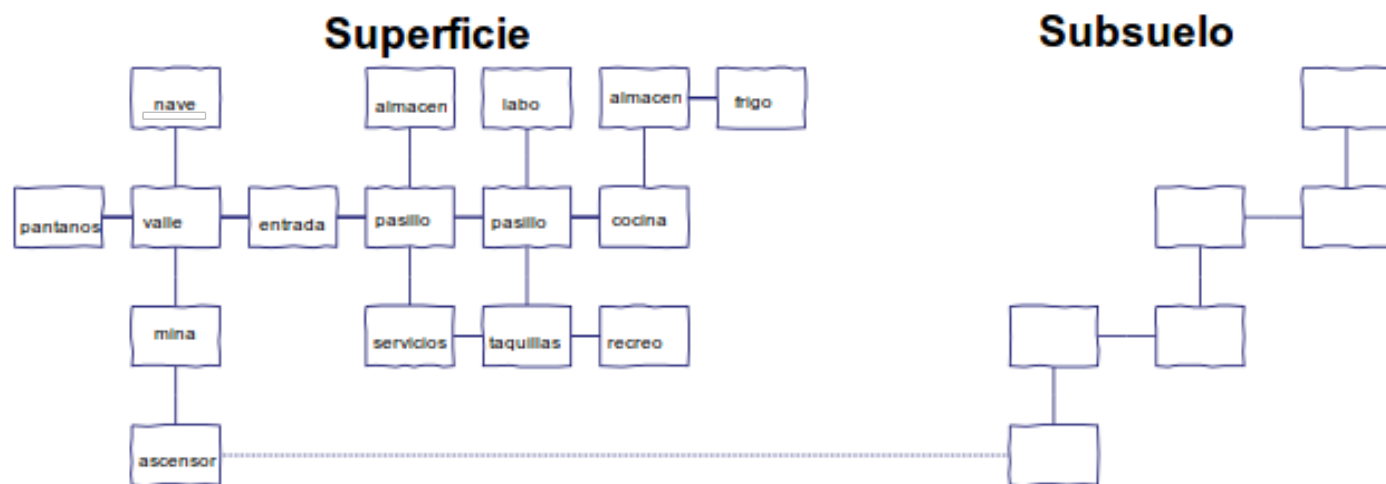 Superficie
Subsuelo
nave
almacen
labo
almacen
frigo
pantanos
valle
entrada
pasillo
pasillo
cocina
mina
servicios
taquillas
recreo
ascensor